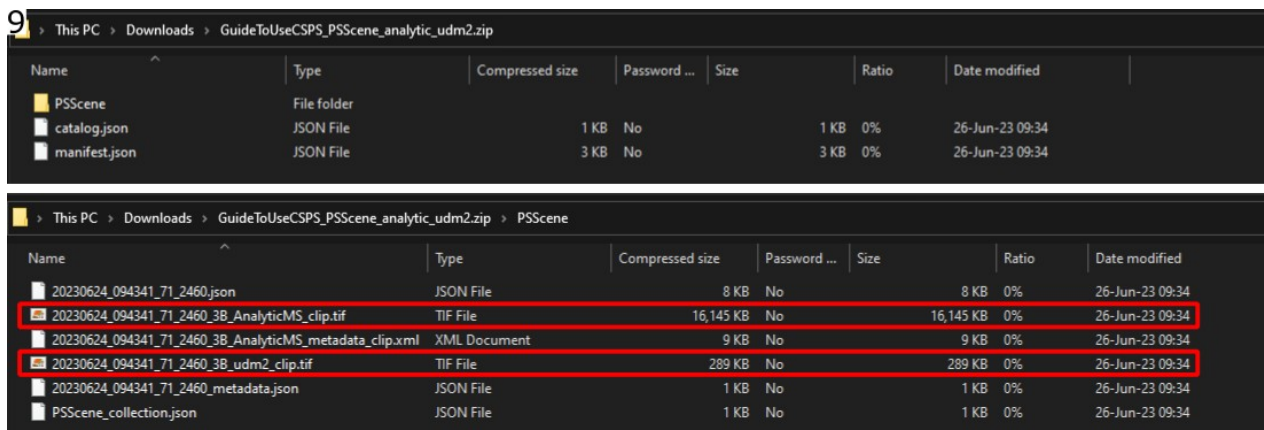 9
This PC > Downloads > GuideToUseCSPS_PSScene_analytic_udm2.zip
Name Type Compressed size Password ... Size Ratio Date modified
PSScene File folder
catalog.json JSON File 1 KB No 1 KB 0% 26-Jun-23 09:34
manifest.json JSON File 3 KB No 3 KB 0% 26-Jun-23 09:34
This PC > Downloads > GuideToUseCSPS_PSScene_analytic_udm2.zip > PSScene
Name Type Compressed size Password ... Size Ratio Date modified
20230624_094341_71_2460.json JSON File 8 KB No 8 KB 0% 26-Jun-23 09:34
20230624_094341_71_2460_3B_AnalyticMS_clip.tif TIF File 16,145 KB No 16,145 KB 0% 26-Jun-23 09:34
20230624_094341_71_2460_3B_AnalyticMS_metadata_clip.xml XML Document 9 KB No 9 KB 0% 26-Jun-23 09:34
20230624_094341_71_2460_3B_udm2_clip.tif TIF File 289 KB No 289 KB 0% 26-Jun-23 09:34
20230624_094341_71_2460_metadata.json JSON File 1 KB No 1 KB 0% 26-Jun-23 09:34
PSScene_collection.json JSON File 1 KB No 1 KB 0% 26-Jun-23 09:34